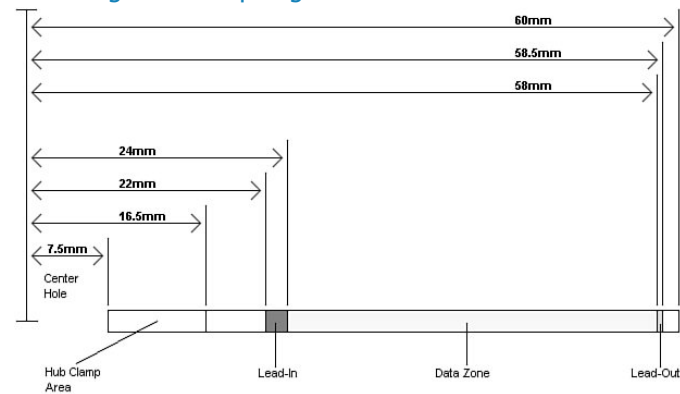 60mm
58.5mm
58mm
24mm
22mm
16.5mm
7.5mm
Center
Hole
Hub Clamp
Area
Lead-In
Data Zone
Lead-Out